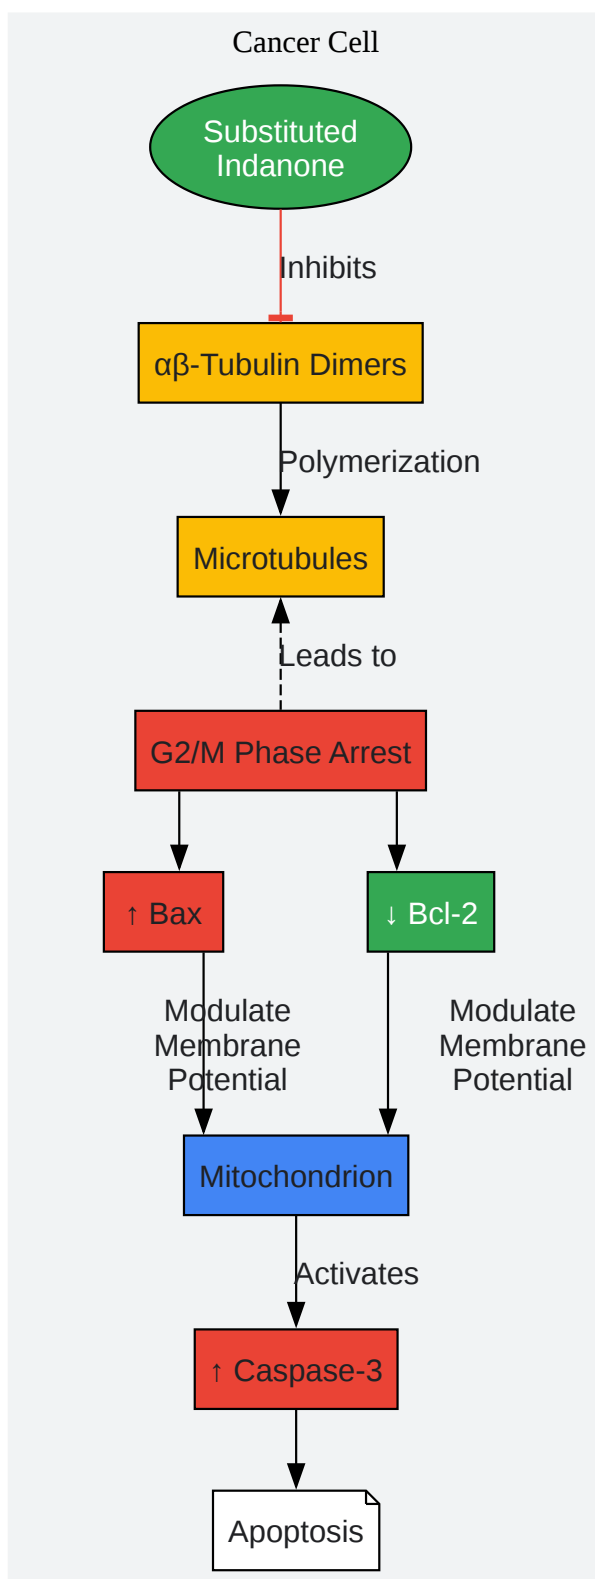 Cancer Cell
Substituted
Indanone
Inhibits
αβ-Tubulin Dimers
Polymerization
Microtubules
Leads to
G2/M Phase Arrest
↑ Bax
↓ Bcl-2
Modulate
Membrane
Potential
Modulate
Membrane
Potential
Mitochondrion
Activates
↑ Caspase-3
Apoptosis